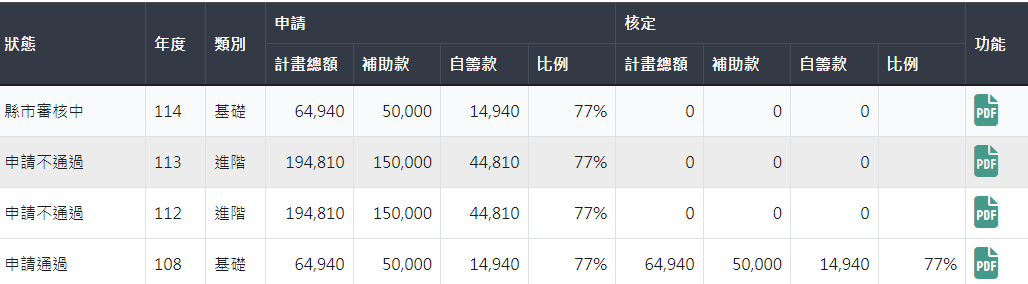 狀態 年度 類別 申請 核定 功能
計畫總額 補助款 自籌款 比例 計畫總額 補助款 自籌款 比例
縣市審核中 114 基礎 64,940 50,000 14,940 77% 0 0 0 PDF
申請不通過 113 進階 194,810 150,000 44,810 77% 0 0 0 PDF
申請不通過 112 進階 194,810 150,000 44,810 77% 0 0 0 PDF
申請通過 108 基礎 64,940 50,000 14,940 77% 64,940 50,000 14,940 77% PDF